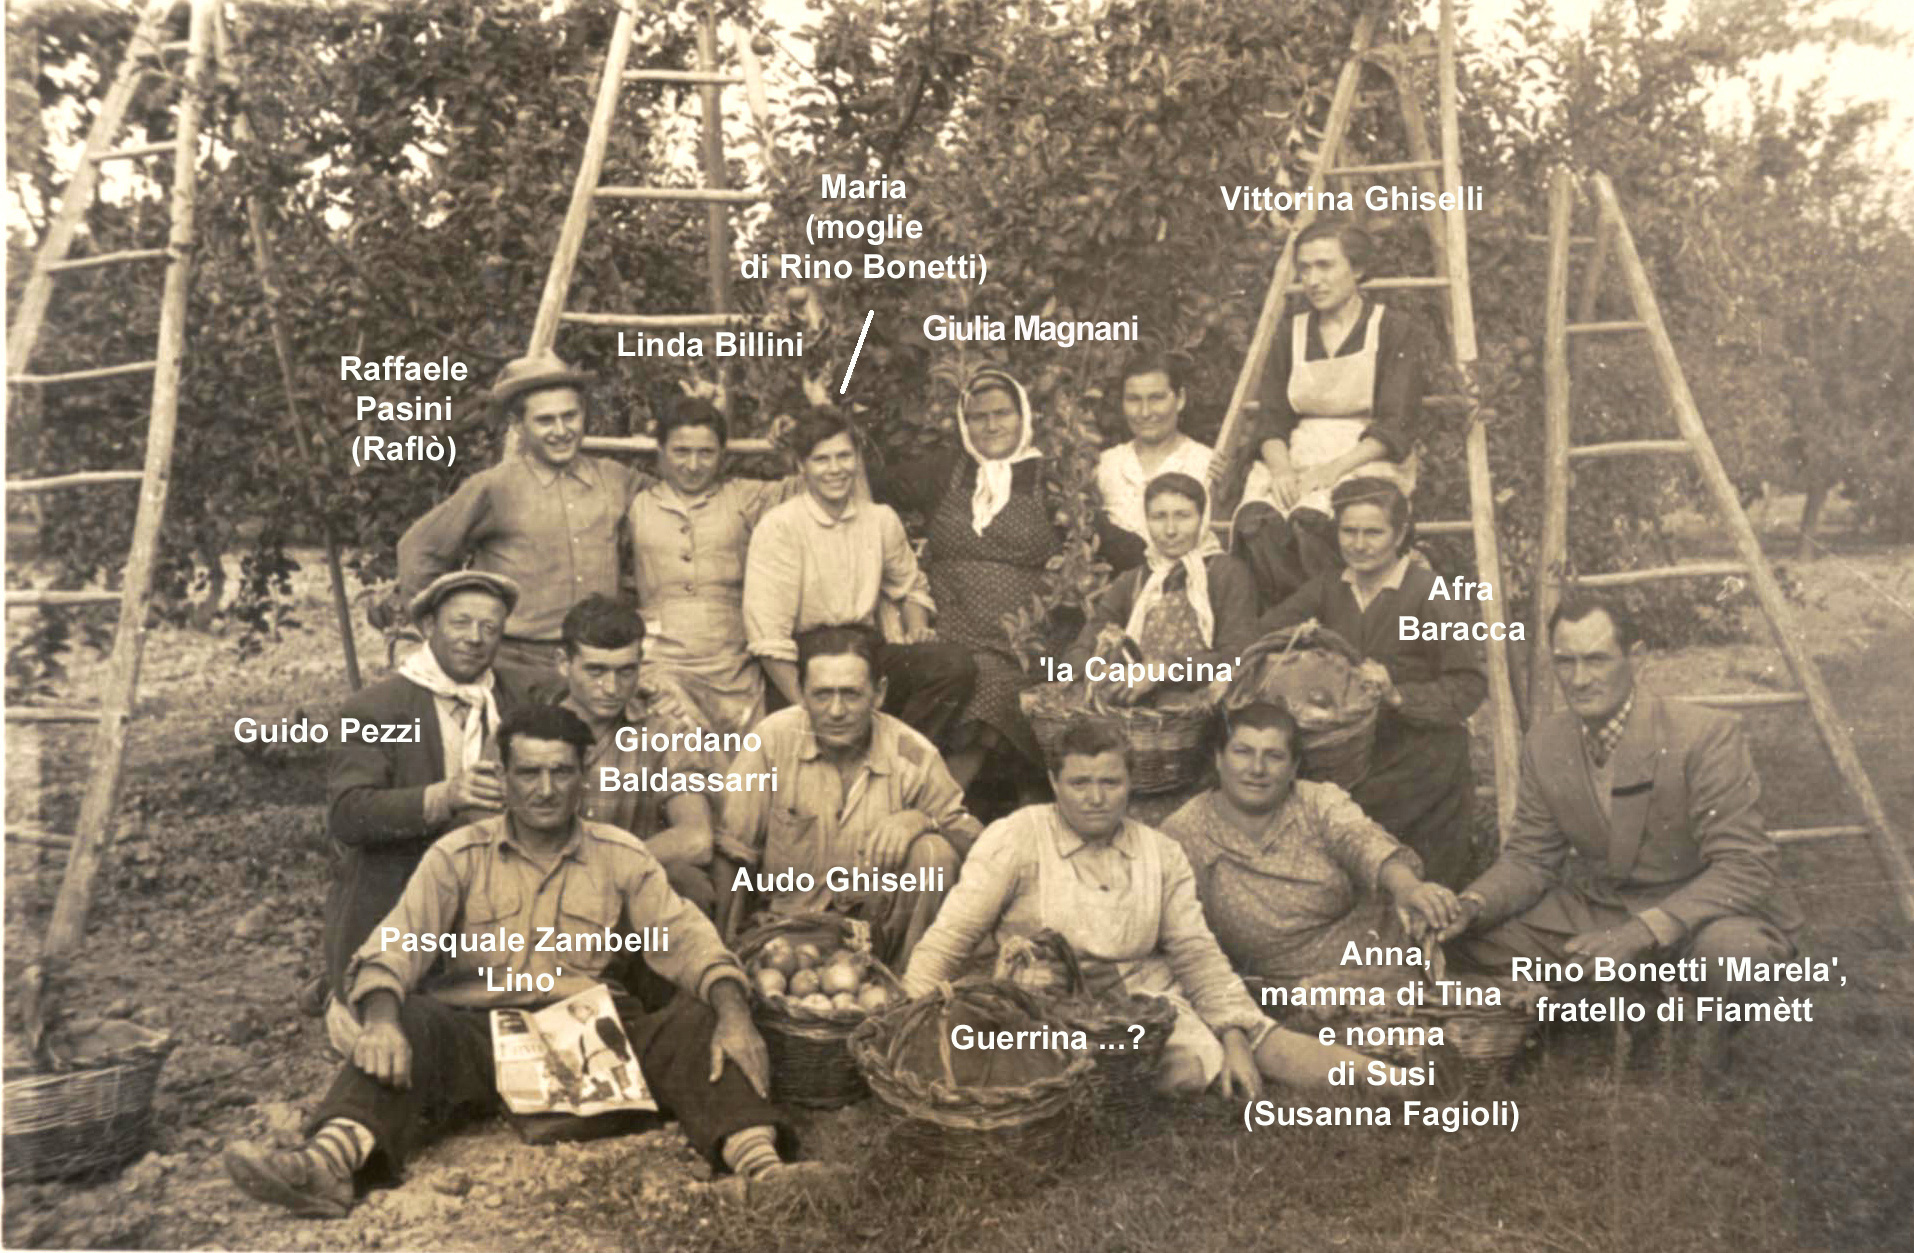 Maria
(moglie
di Rino Bonetti)
Vittorina Ghiselli
Linda Billini
Giulia Magnani
Raffaele
Pasini
(Raflò)
Afra
Baracca
'la Capucina'
Guido Pezzi
Giordano
Baldassarri
Audo Ghiselli
Pasquale Zambelli
'Lino'
Guerrina ...?
Anna,
mamma di Tina
e nonna
di Susi
(Susanna Fagioli)
Rino Bonetti 'Marela',
fratello di Fiamètt